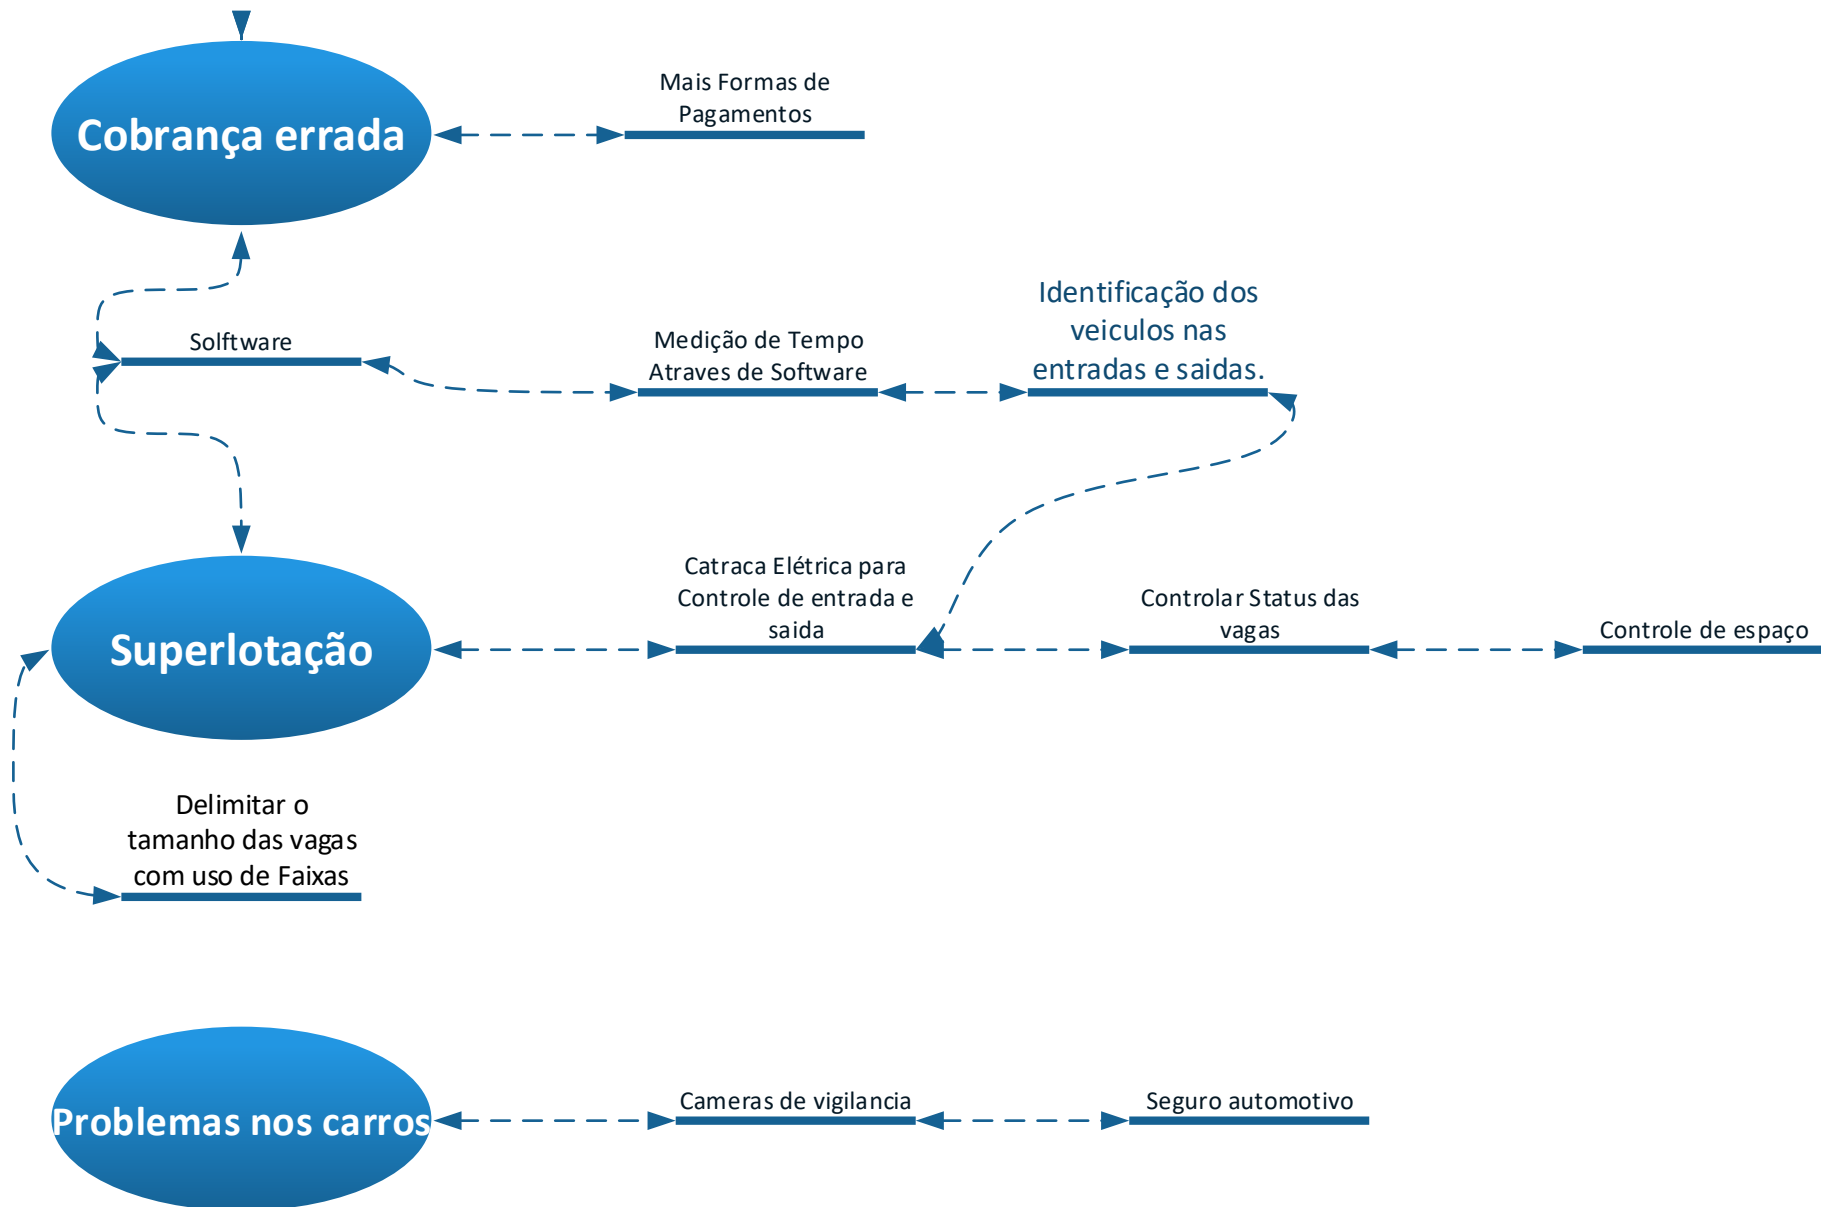 Mais Formas de
Pagamentos
Cobrança errada
Identificação dos
veiculos nas
entradas e saidas.
Solftware
Medição de Tempo
Atraves de Software
Catraca Elétrica para
Controle de entrada e
saida
Controlar Status das
vagas
Controle de espaço
Superlotação
Delimitar o
tamanho das vagas
com uso de Faixas
Problemas nos carros
Cameras de vigilancia
Seguro automotivo